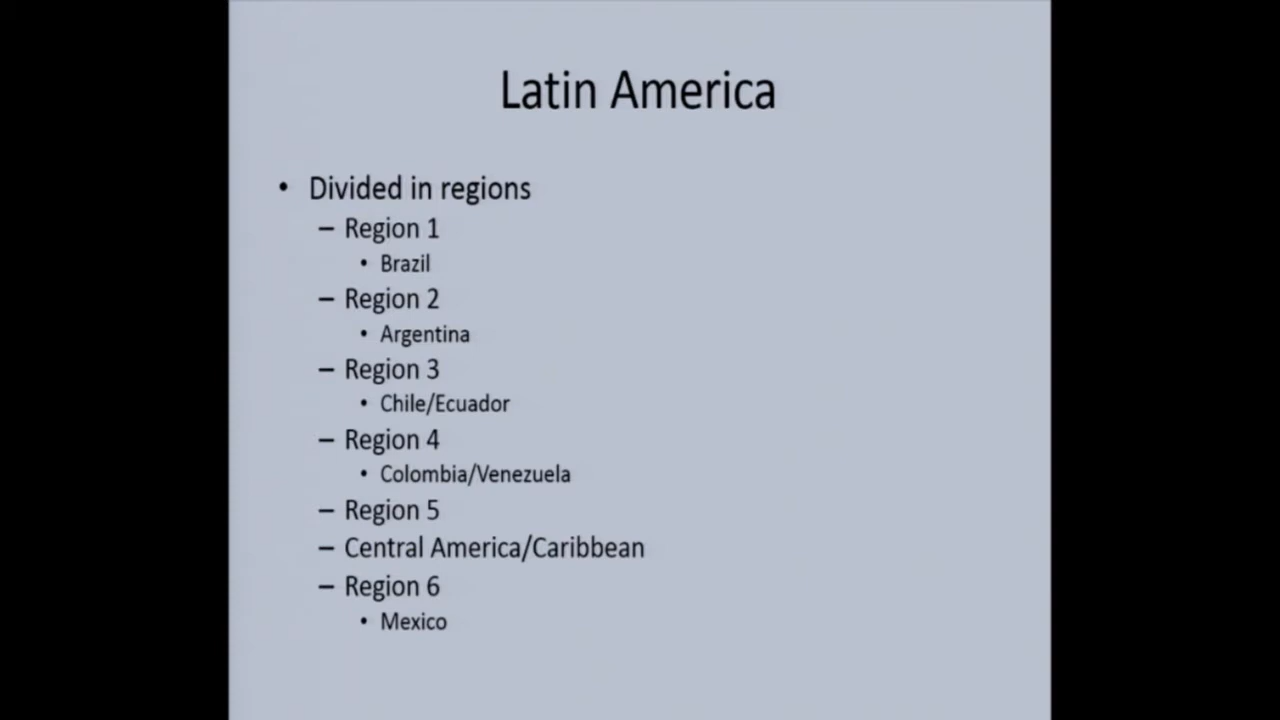 Latin America
• Divided in regions
– Region 1
• Brazil
– Region 2
• Argentina
– Region 3
• Chile/Ecuador
– Region 4
• Colombia/Venezuela
– Region 5
– Central America/Caribbean
– Region 6
• Mexico